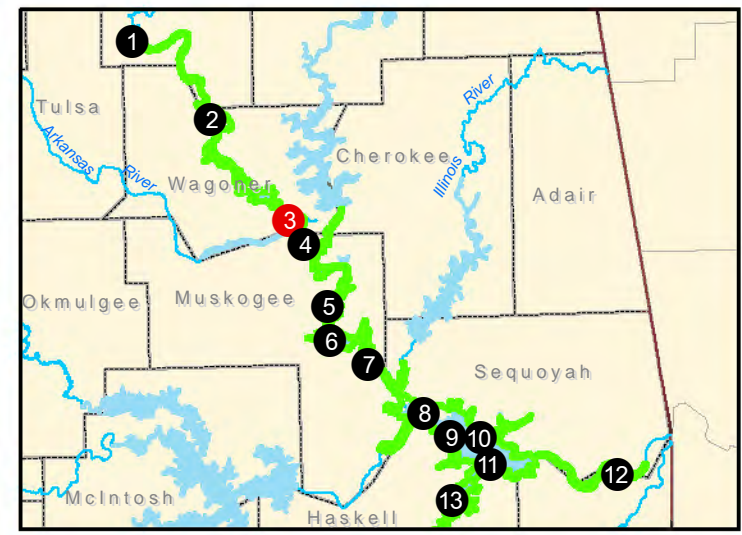 1
2
Tulsa
Arkansas
River
River
Illinois
Cherokee
Wagoner
Adair
3
4
Okmulgee
Muskogee
5
6
7
Sequoyah
8
9
10
11
12
13
McIntosh
Haskell